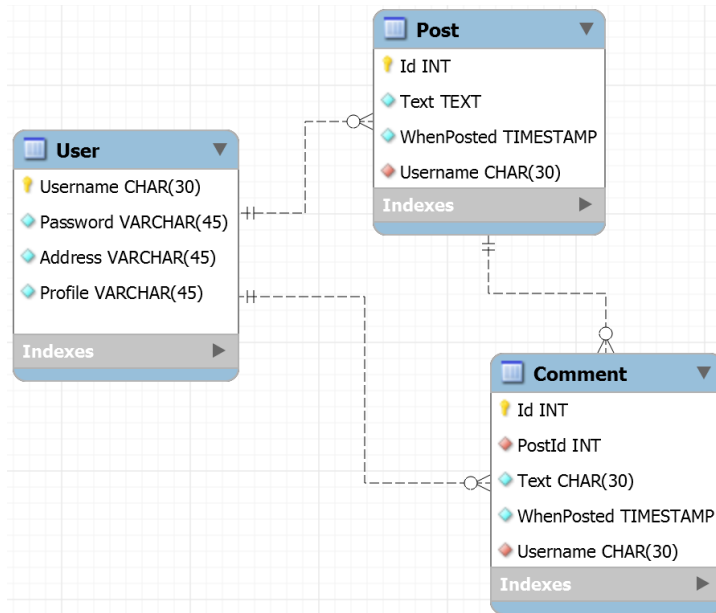 Post
Id INT
Text TEXT
WhenPosted TIMESTAMP
Username CHAR(30)
Indexes
User
Username CHAR(30)
Password VARCHAR(45)
Address VARCHAR(45)
Profile VARCHAR(45)
Indexes
Comment
Id INT
PostId INT
Text CHAR(30)
WhenPosted TIMESTAMP
Username CHAR(30)
Indexes